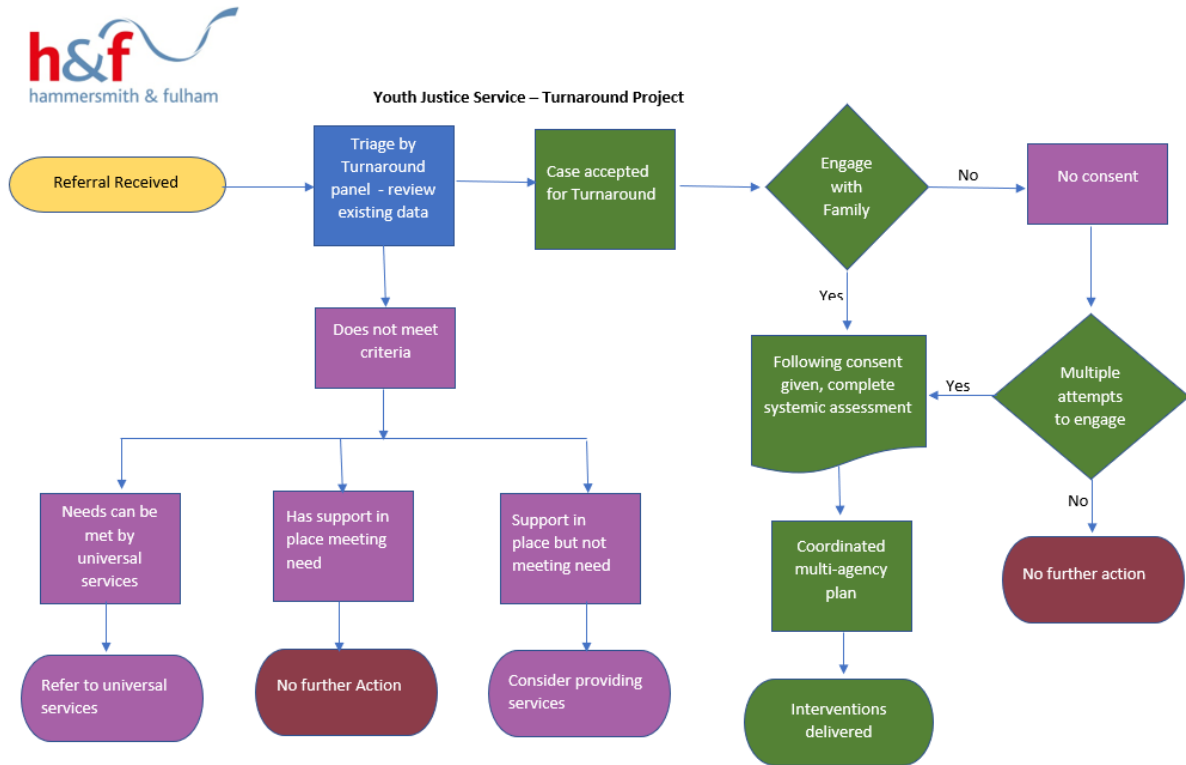 h&f
hammersmith & fulham
Youth Justice Service – Turnaround Project
Referral Received
Triage by
Turnaround
panel - review
existing data
Case accepted
for Turnaround
Engage
with
Family
No
No consent
Yes
Does not meet
criteria
Following consent
given, complete
systemic assessment
Yes
Multiple
attempts
to engage
No
Needs can be
met by
universal
services
Has support in
place meeting
need
Support in
place but not
meeting need
Coordinated
multi-agency
plan
No further action
Refer to universal
services
No further Action
Consider providing
services
Interventions
delivered